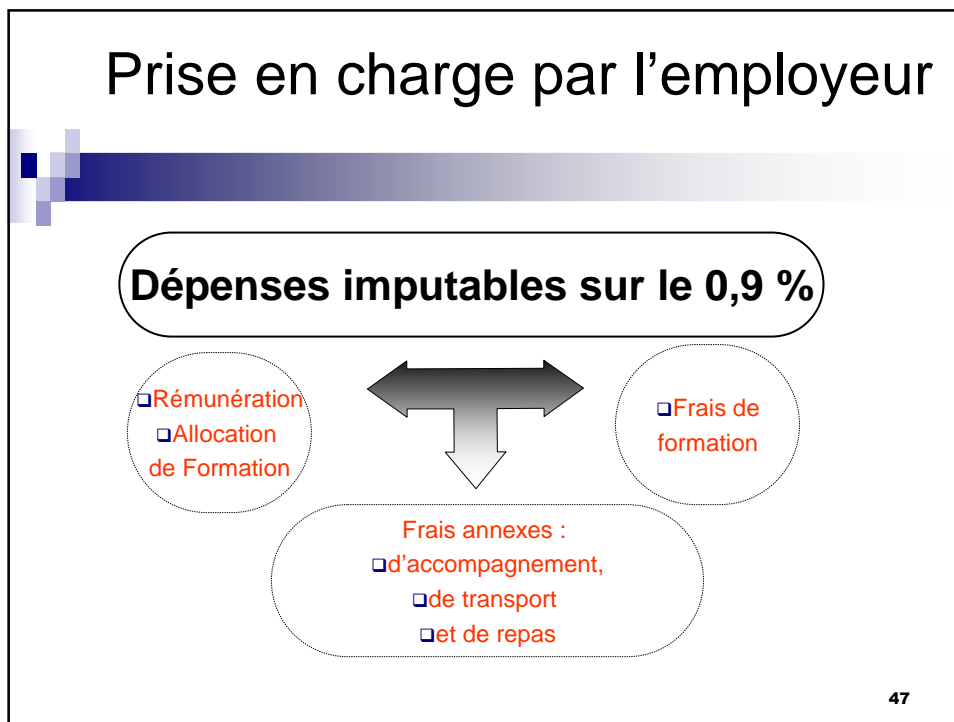 Prise en charge par l’employeur
Dépenses imputables sur le 0,9 %
❑Rémunération
❑Allocation
de Formation
❑Frais de
formation
Frais annexes :
❑d’accompagnement,
❑de transport
❑et de repas
47